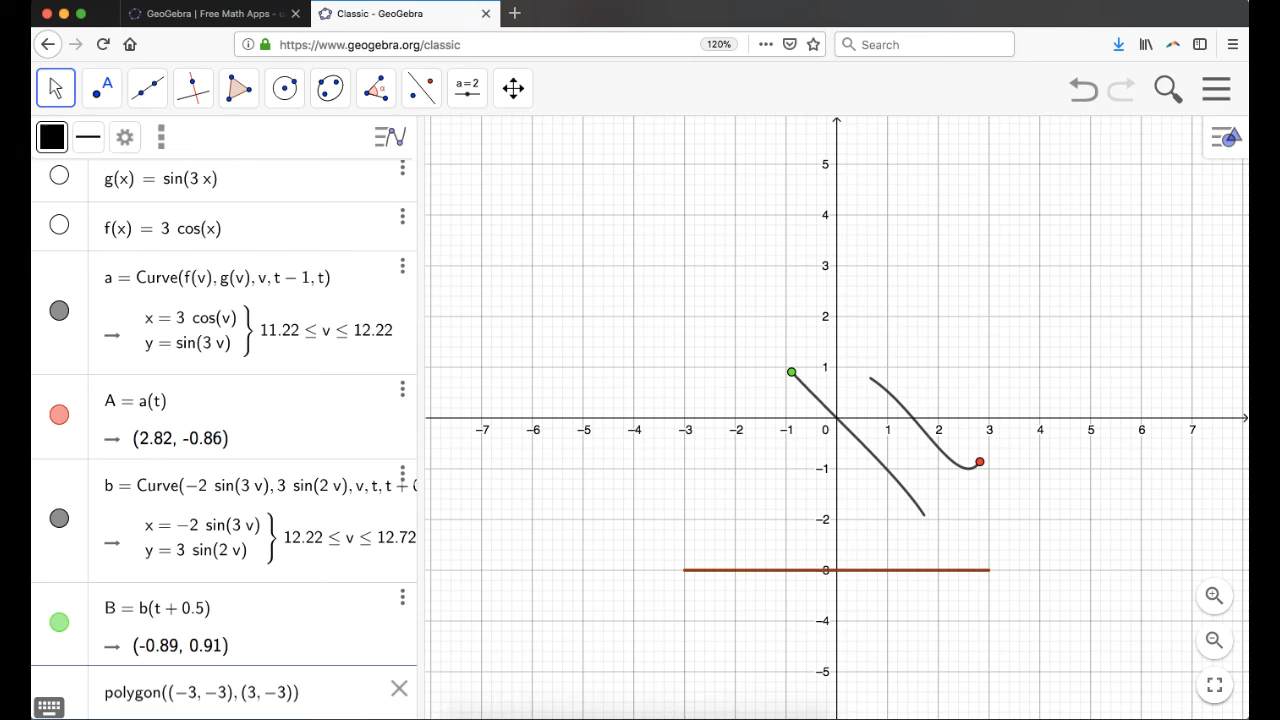 GeoGebra | Free Math Apps - u
Classic - GeoGebra
https://www.geogebra.org/classic
120%
Search
A
α
a=2
g(x) = sin(3 x)
f(x) = 3 cos(x)
a = Curve(f(v), g(v), v, t − 1, t)
x = 3 cos(v)
y = sin(3 v)
11.22 ≤ v ≤ 12.22
A = a(t)
(2.82, -0.86)
b = Curve(−2 sin(3 v), 3 sin(2 v), v, t, t + 0
x = −2 sin(3 v)
y = 3 sin(2 v)
12.22 ≤ v ≤ 12.72
B = b(t + 0.5)
(-0.89, 0.91)
polygon((−3, −3), (3, −3))
5
4
3
2
1
−7 −6 −5 −4 −3 −2 −1 0 1 2 3 4 5 6 7
−1
−2
−3
−4
−5